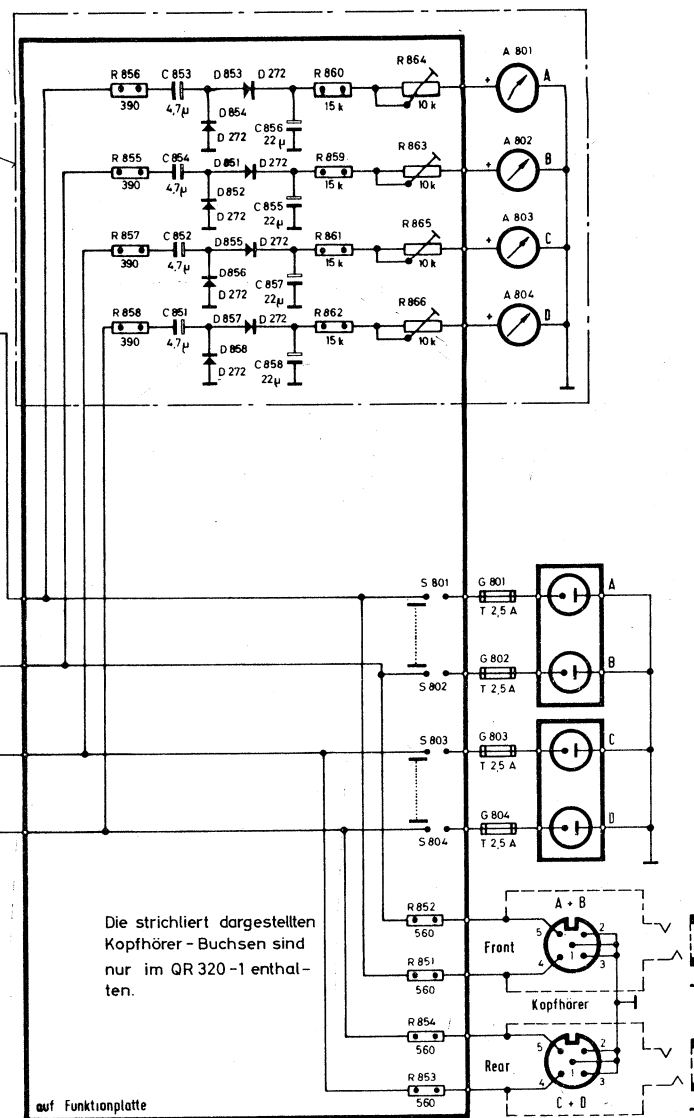 R 856 C 853 D 853 D 272 R 860 R 864 A 801 A
390 4,7µ D 854 D 272 C 856 22µ 15 k 10 k +
R 855 C 854 D 851 D 272 R 859 R 863 A 802 B
390 4,7µ D 852 D 272 C 855 22µ 15 k 10 k +
R 857 C 852 D 855 D 272 R 861 R 865 A 803 C
390 4,7µ D 856 D 272 C 857 22µ 15 k 10 k +
R 858 C 851 D 857 D 272 R 862 R 866 A 804 D
390 4,7µ D 858 D 272 C 858 22µ 15 k 10 k +
S 801 G 801 A
T 2,5 A
S 802 G 802 B
T 2,5 A
S 803 G 803 C
T 2,5 A
S 804 G 804 D
T 2,5 A
Die strichliert dargestellten
Kopfhörer - Buchsen sind
nur im QR 320 - 1 enthal-
ten.
R 852 A + B
560 Front 5 2
R 851 4 1 3
560 Kopfhörer
R 854
560 Rear 5 2
R 853 4 1 3
560 C + D
auf Funktionplatte